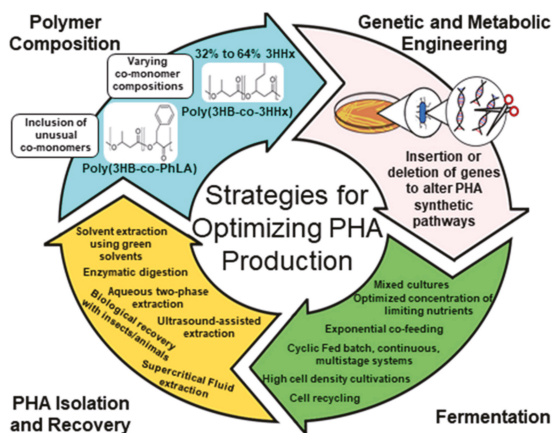 Polymer
Composition
Genetic and Metabolic
Engineering
Varying
co-monomer
compositions
32% to 64% 3HHx
Poly(3HB-co-3HHx)
Inclusion of
unusual
co-monomers
Poly(3HB-co-PhLA)
Insertion or
deletion of genes
to alter PHA
synthetic
pathways
Strategies for
Optimizing PHA
Production
Solvent extraction
using green
solvents
Enzymatic digestion
Aqueous two-phase
extraction
Biological recovery
with insects/animals
Ultrasound-assisted
extraction
Supercritical Fluid
extraction
Mixed cultures
Optimized concentration of
limiting nutrients
Exponential co-feeding
Cyclic Fed batch, continuous,
multistage systems
High cell density cultivations
Cell recycling
PHA Isolation
and Recovery
Fermentation